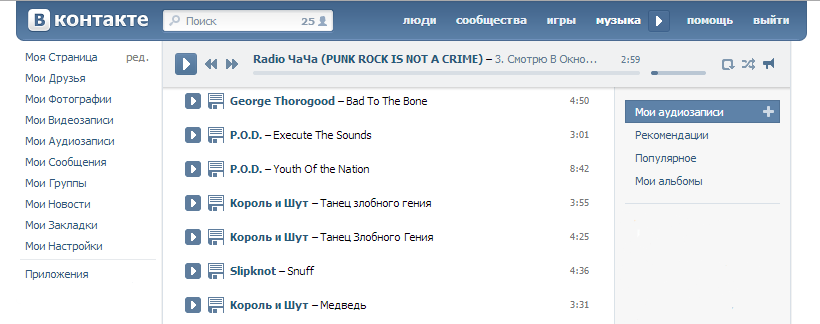 В контакте
Поиск 25
люди сообщества игры музыка помощь выйти
Моя Страница ред.
Мои Друзья
Мои Фотографии
Мои Видеозаписи
Мои Аудиозаписи
Мои Сообщения
Мои Группы
Мои Новости
Мои Закладки
Мои Настройки
Приложения
Radio ЧаЧа (PUNK ROCK IS NOT A CRIME) – 3. Смотрю В Окно... 2:59
George Thorogood – Bad To The Bone 4:50
P.O.D. – Execute The Sounds 3:01
P.O.D. – Youth Of the Nation 8:42
Король и Шут – Танец злобного гения 3:55
Король и Шут – Танец Злобного Гения 4:25
Slipknot – Snuff 4:36
Король и Шут – Медведь 3:31
Мои аудиозаписи
Рекомендации
Популярное
Мои альбомы